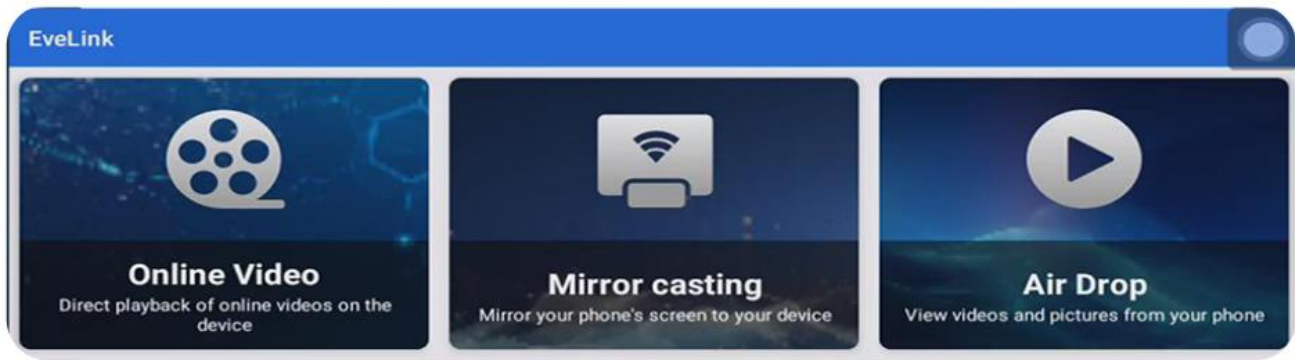 EveLink
Online Video
Direct playback of online videos on the
device
Mirror casting
Mirror your phone's screen to your device
Air Drop
View videos and pictures from your phone